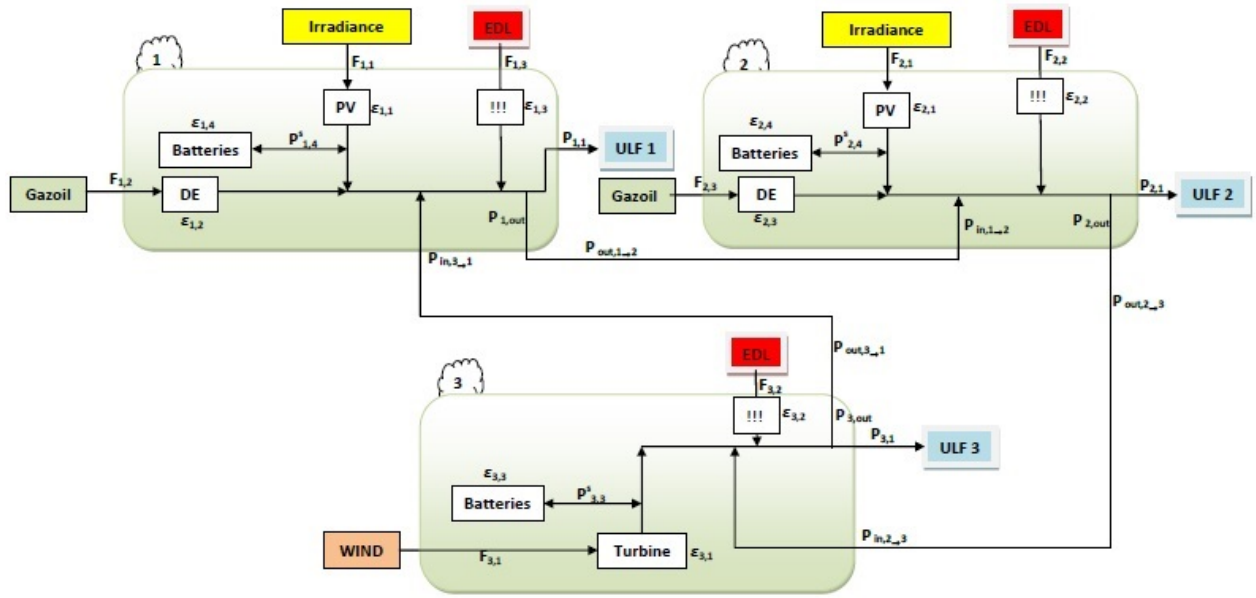 Irradiance
EDL
F1,1
F1,3
1
PV
ε1,1
!!!
ε1,3
ε1,4
Batteries
Ps1,4
P1,1
ULF 1
Gazoil
F1,2
DE
ε1,2
P1,out
Pin,3→1
Pout,1→2
Irradiance
EDL
F2,1
F2,2
2
PV
ε2,1
!!!
ε2,2
ε2,4
Batteries
Ps2,4
Gazoil
F2,3
DE
ε2,3
P2,1
ULF 2
Pin,1→2
P2,out
Pout,2→3
Pout,3→1
EDL
F3,2
3
!!!
ε3,2
P3,out
P3,1
ULF 3
ε3,3
Batteries
Ps3,3
WIND
F3,1
Turbine
ε3,1
Pin,2→3